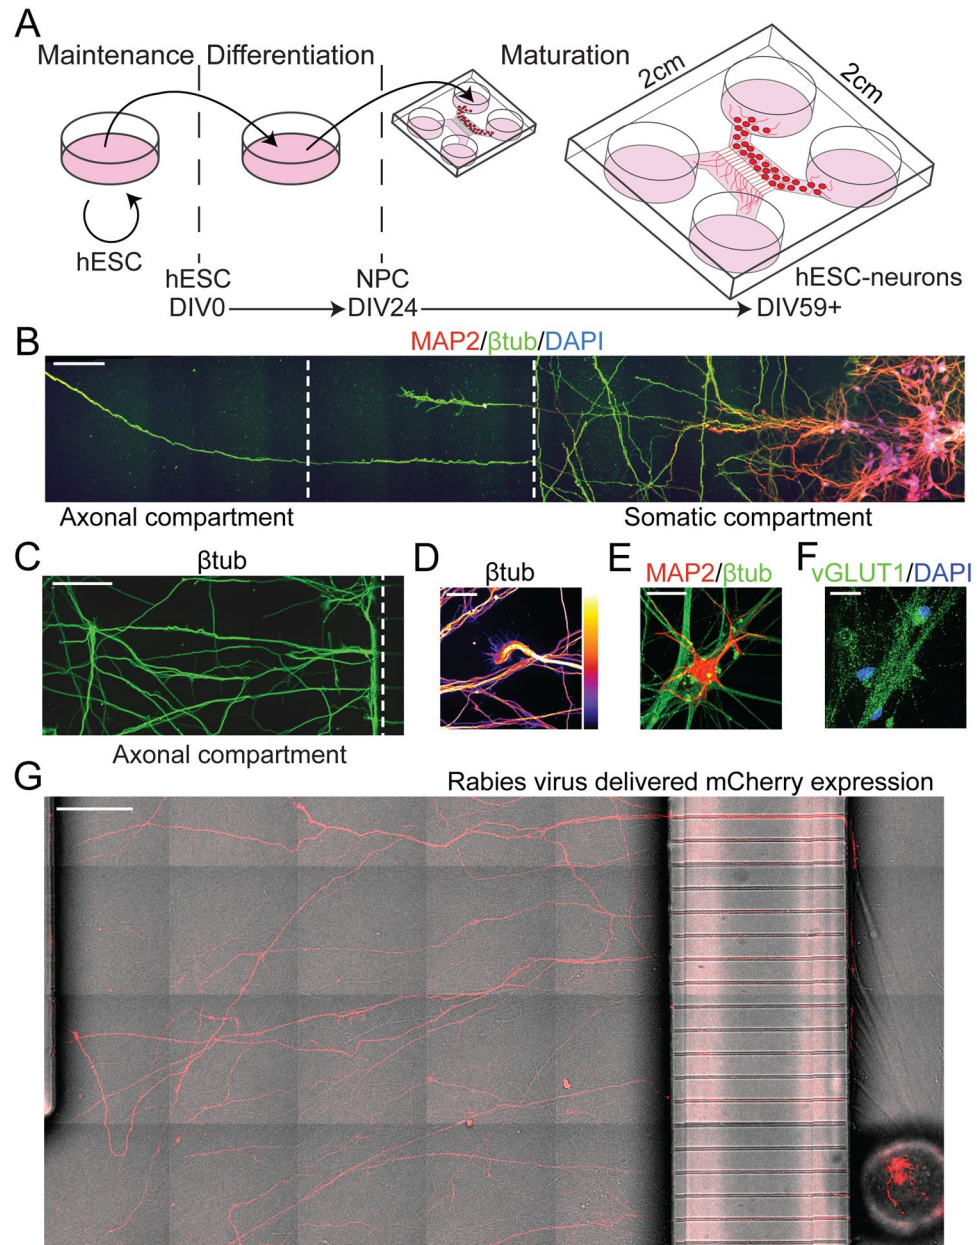 A
Maintenance
Differentiation
Maturation
2cm
2cm
hESC
hESC
DIV0
NPC
DIV24
hESC-neurons
DIV59+
B
MAP2/βtub/DAPI
Axonal compartment
Somatic compartment
C
βtub
Axonal compartment
D
βtub
E
MAP2/βtub
F
vGLUT1/DAPI
G
Rabies virus delivered mCherry expression